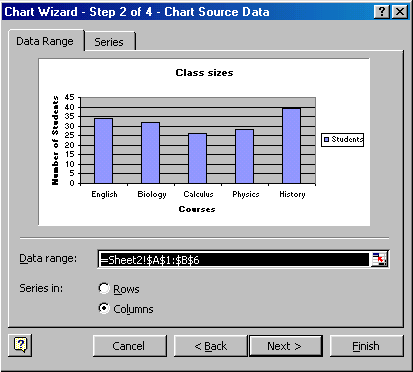 Chart Wizard - Step 2 of 4 - Chart Source Data
Data Range
Series
Class sizes
Number of Students
45
40
35
30
25
20
15
10
5
0
English Biology Calculus Physics History
Courses
Students
Data range: =Sheet2!$A$1:$B$6
Series in:
Rows
Columns
Cancel
< Back
Next >
Finish